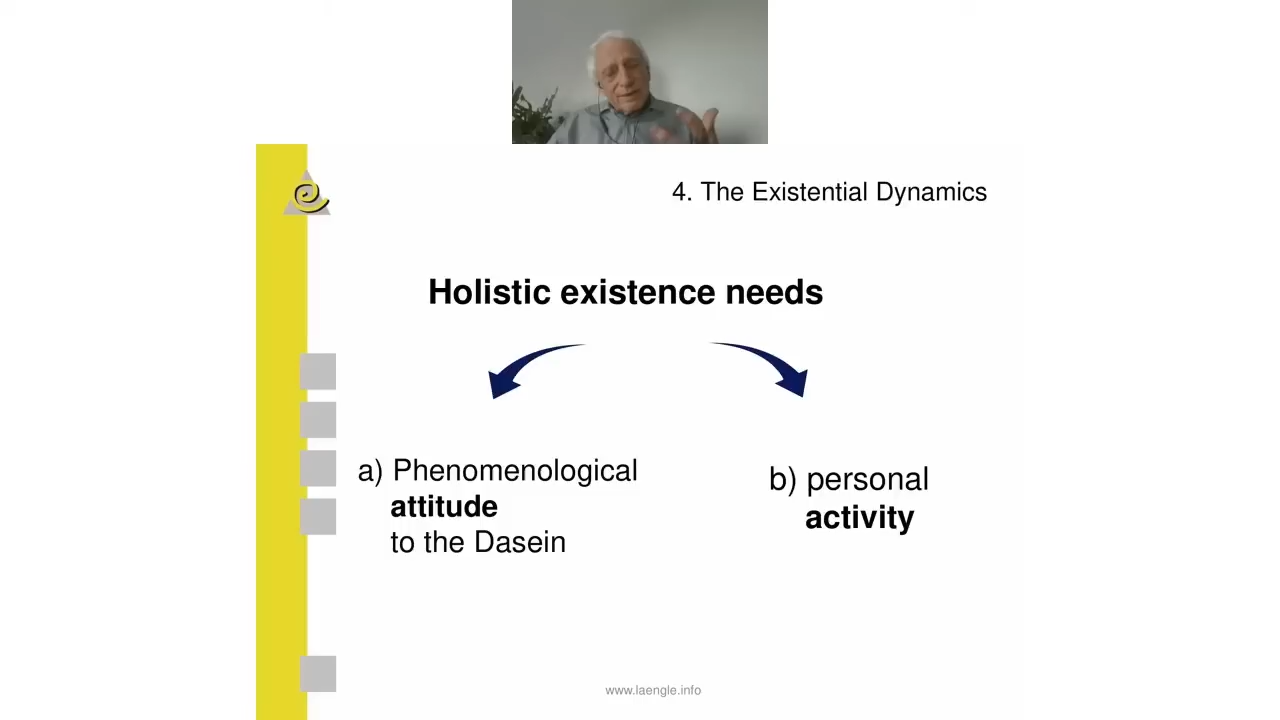 4. The Existential Dynamics
Holistic existence needs
a) Phenomenological
attitude
to the Dasein
b) personal
activity
www.laengle.info